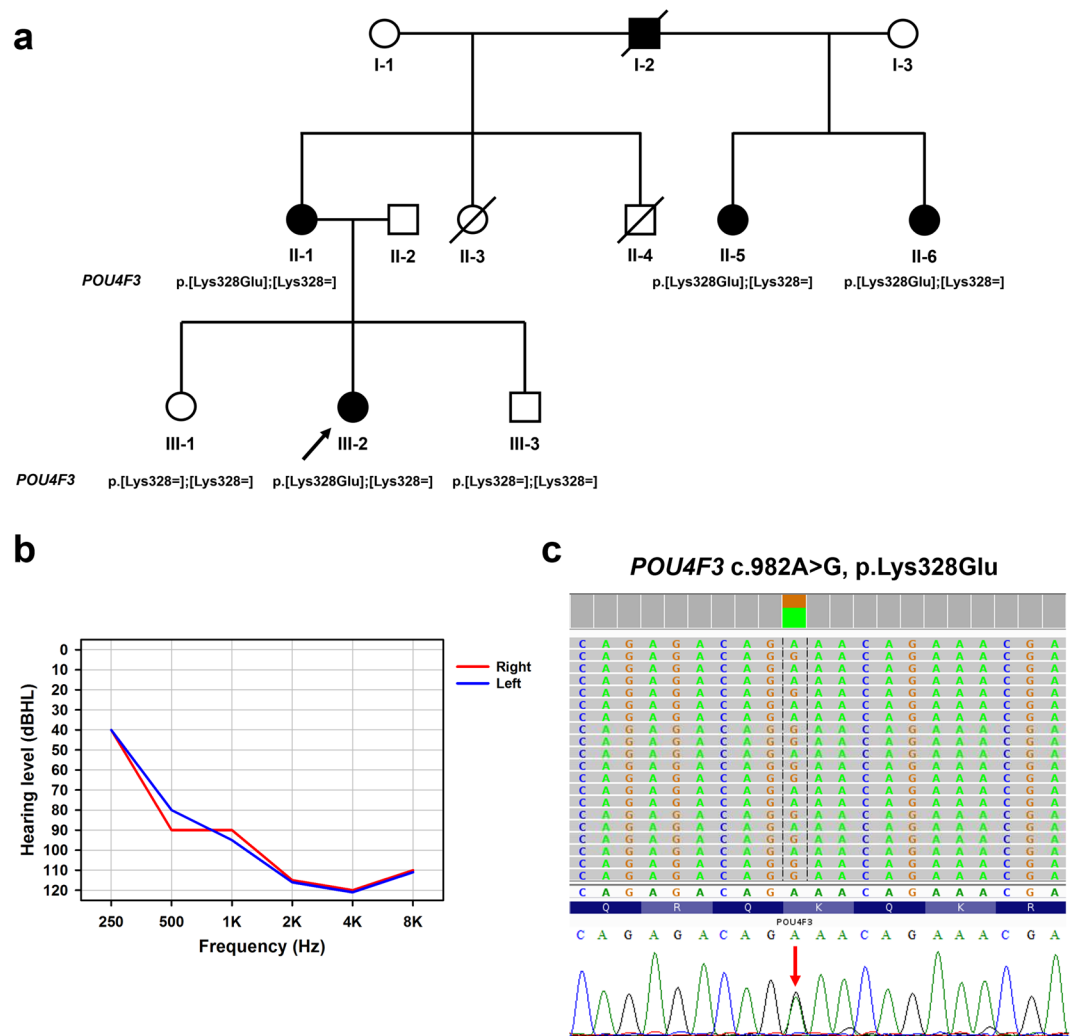 a
I-1
I-2
I-3
II-1
II-2
II-3
II-4
II-5
II-6
POU4F3 p.[Lys328Glu];[Lys328=] p.[Lys328Glu];[Lys328=] p.[Lys328Glu];[Lys328=]
III-1 III-2 III-3
POU4F3 p.[Lys328=];[Lys328=] p.[Lys328Glu];[Lys328=] p.[Lys328=];[Lys328=]
b
Hearing level (dBHL)
0
10
20
30
40
50
60
70
80
90
100
110
120
250 500 1K 2K 4K 8K
Frequency (Hz)
Right
Left
c
POU4F3 c.982A>G, p.Lys328Glu
C A G A G A C A G A A A C A G A A A C G A
C A G A G A C A G G A A C A G A A A C G A
C A G A G A C A G A A A C A G A A A C G A
C A G A G A C A G A A A C A G A A A C G A
C A G A G A C A G G A A C A G A A A C G A
C A G A G A C A G A A A C A G A A A C G A
C A G A G A C A G A A A C A G A A A C G A
C A G A G A C A G G A A C A G A A A C G A
C A G A G A C A G G A A C A G A A A C G A
C A G A G A C A G A A A C A G A A A C G A
C A G A G A C A G G A A C A G A A A C G A
C A G A G A C A G G A A C A G A A A C G A
C A G A G A C A G A A A C A G A A A C G A
C A G A G A C A G A A A C A G A A A C G A
C A G A G A C A G G A A C A G A A A C G A
C A G A G A C A G A A A C A G A A A C G A
C A G A G A C A G G A A C A G A A A C G A
C A G A G A C A G A A A C A G A A A C G A
C A G A G A C A G G A A C A G A A A C G A
C A G A G A C A G G A A C A G A A A C G A
C A G A G A C A G A A A C A G A A A C G A
Q R Q K Q K R
POU4F3
C A G A G A C A G A A A C A G A A A C G A